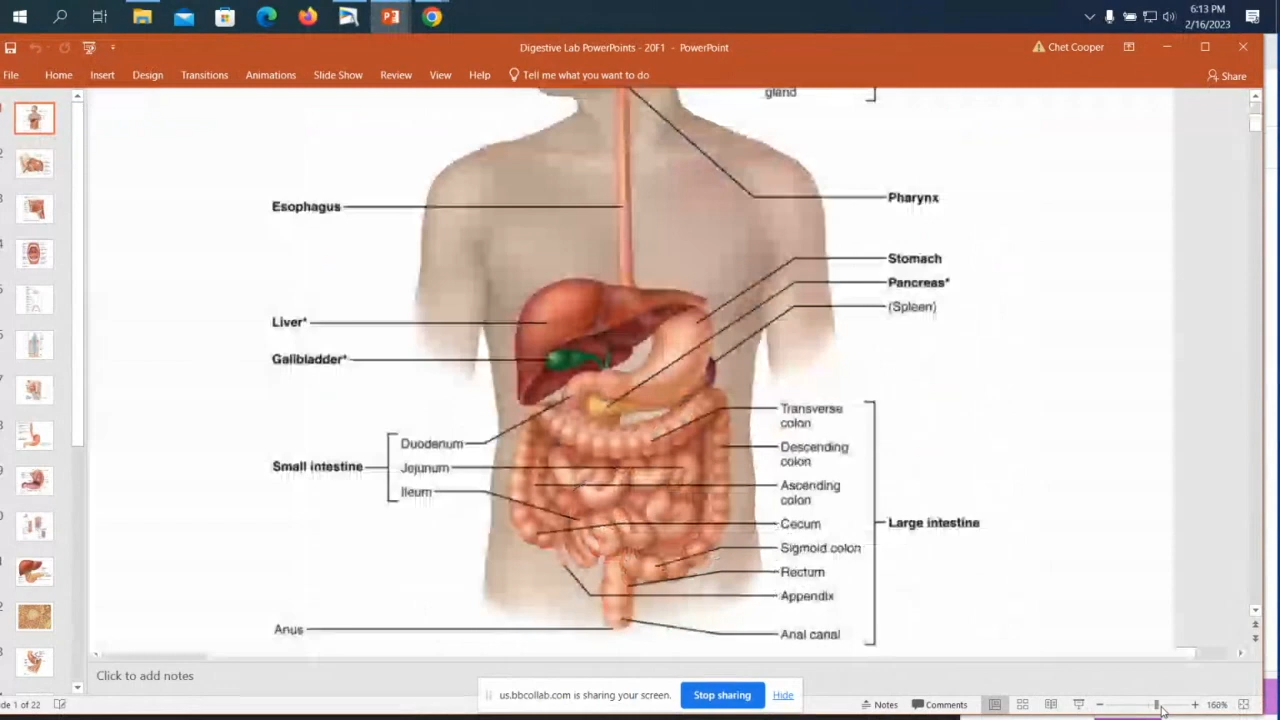 6:13 PM
2/16/2023
Digestive Lab PowerPoints - 20F1 - PowerPoint
Chet Cooper
File Home Insert Design Transitions Animations Slide Show Review View Help Tell me what you want to do
Share
gland
Esophagus
Pharynx
Stomach
Pancreas*
(Spleen)
Liver*
Gallbladder*
Transverse
colon
Duodenum
Descending
colon
Small intestine
Jejunum
Ascending
colon
Ileum
Cecum
Large intestine
Sigmoid colon
Rectum
Appendix
Anus
Anal canal
Click to add notes
us.bbcollab.com is sharing your screen. Stop sharing Hide
1 of 22
Notes Comments 160%